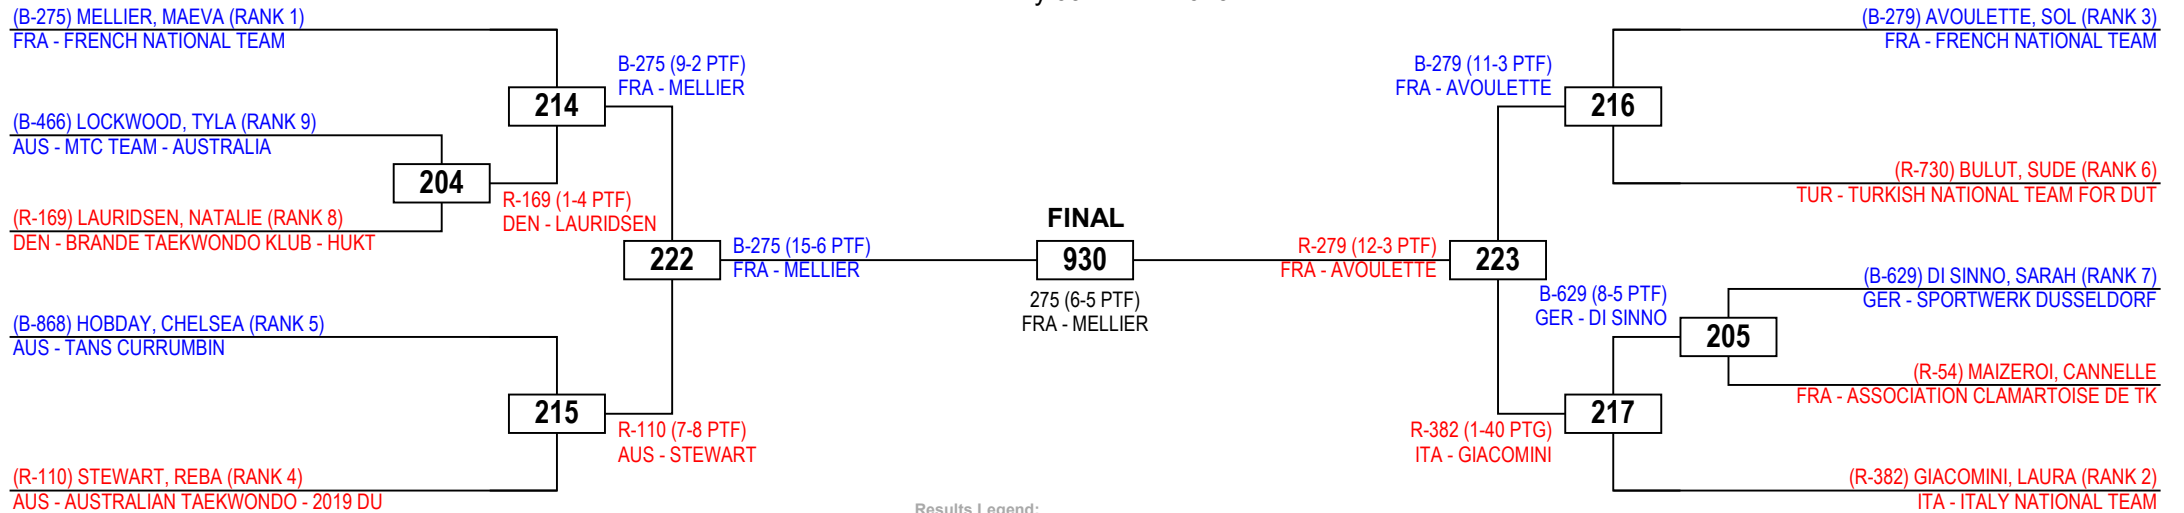 (B-275) MELLIER, MAEVA (RANK 1)
FRA - FRENCH NATIONAL TEAM
B-275 (9-2 PTF)
FRA - MELLIER
214
(B-466) LOCKWOOD, TYLA (RANK 9)
AUS - MTC TEAM - AUSTRALIA
204
R-169 (1-4 PTF)
DEN - LAURIDSEN
(R-169) LAURIDSEN, NATALIE (RANK 8)
DEN - BRANDE TAEKWONDO KLUB - HUKT
222
B-275 (15-6 PTF)
FRA - MELLIER
(B-868) HOBDAY, CHELSEA (RANK 5)
AUS - TANS CURRUMBIN
215
R-110 (7-8 PTF)
AUS - STEWART
(R-110) STEWART, REBA (RANK 4)
AUS - AUSTRALIAN TAEKWONDO - 2019 DU
FINAL
930
275 (6-5 PTF)
FRA - MELLIER
Results Legend:
(B-279) AVOULETTE, SOL (RANK 3)
FRA - FRENCH NATIONAL TEAM
B-279 (11-3 PTF)
FRA - AVOULETTE
216
(R-730) BULUT, SUDE (RANK 6)
TUR - TURKISH NATIONAL TEAM FOR DUT
R-279 (12-3 PTF)
FRA - AVOULETTE
223
B-629 (8-5 PTF)
GER - DI SINNO
(B-629) DI SINNO, SARAH (RANK 7)
GER - SPORTWERK DUSSELDORF
205
(R-54) MAIZEROI, CANNELLE
FRA - ASSOCIATION CLAMARTOISE DE TK
217
R-382 (1-40 PTG)
ITA - GIACOMINI
(R-382) GIACOMINI, LAURA (RANK 2)
ITA - ITALY NATIONAL TEAM